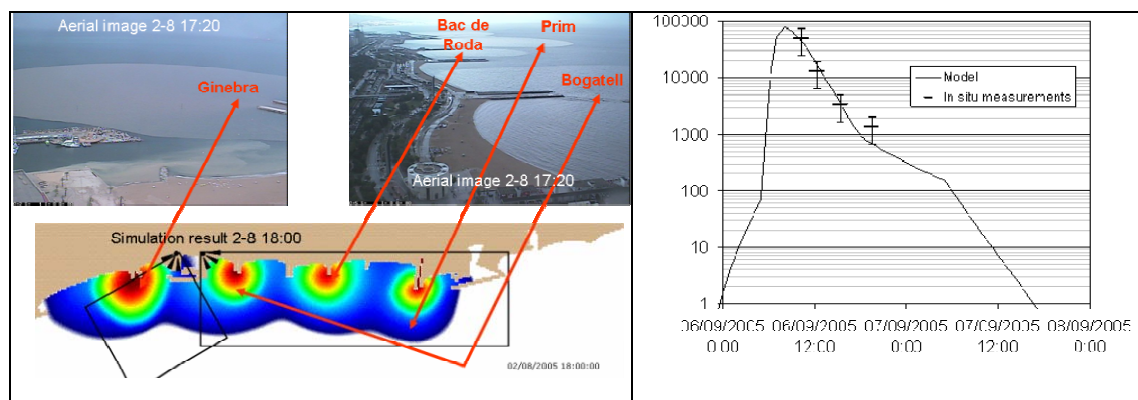 Aerial image 2-8 17:20
Ginebra
Bac de
Roda
Prim
Bogatell
Aerial image 2-8 17:20
Simulation result 2-8 18:00
02/08/2005 18:00:00
100000
10000
1000
100
10
1
Model
In situ measurements
06/09/2005 06/09/2005 07/09/2005 07/09/2005 08/09/2005
0:00 12:00 0:00 12:00 0:00